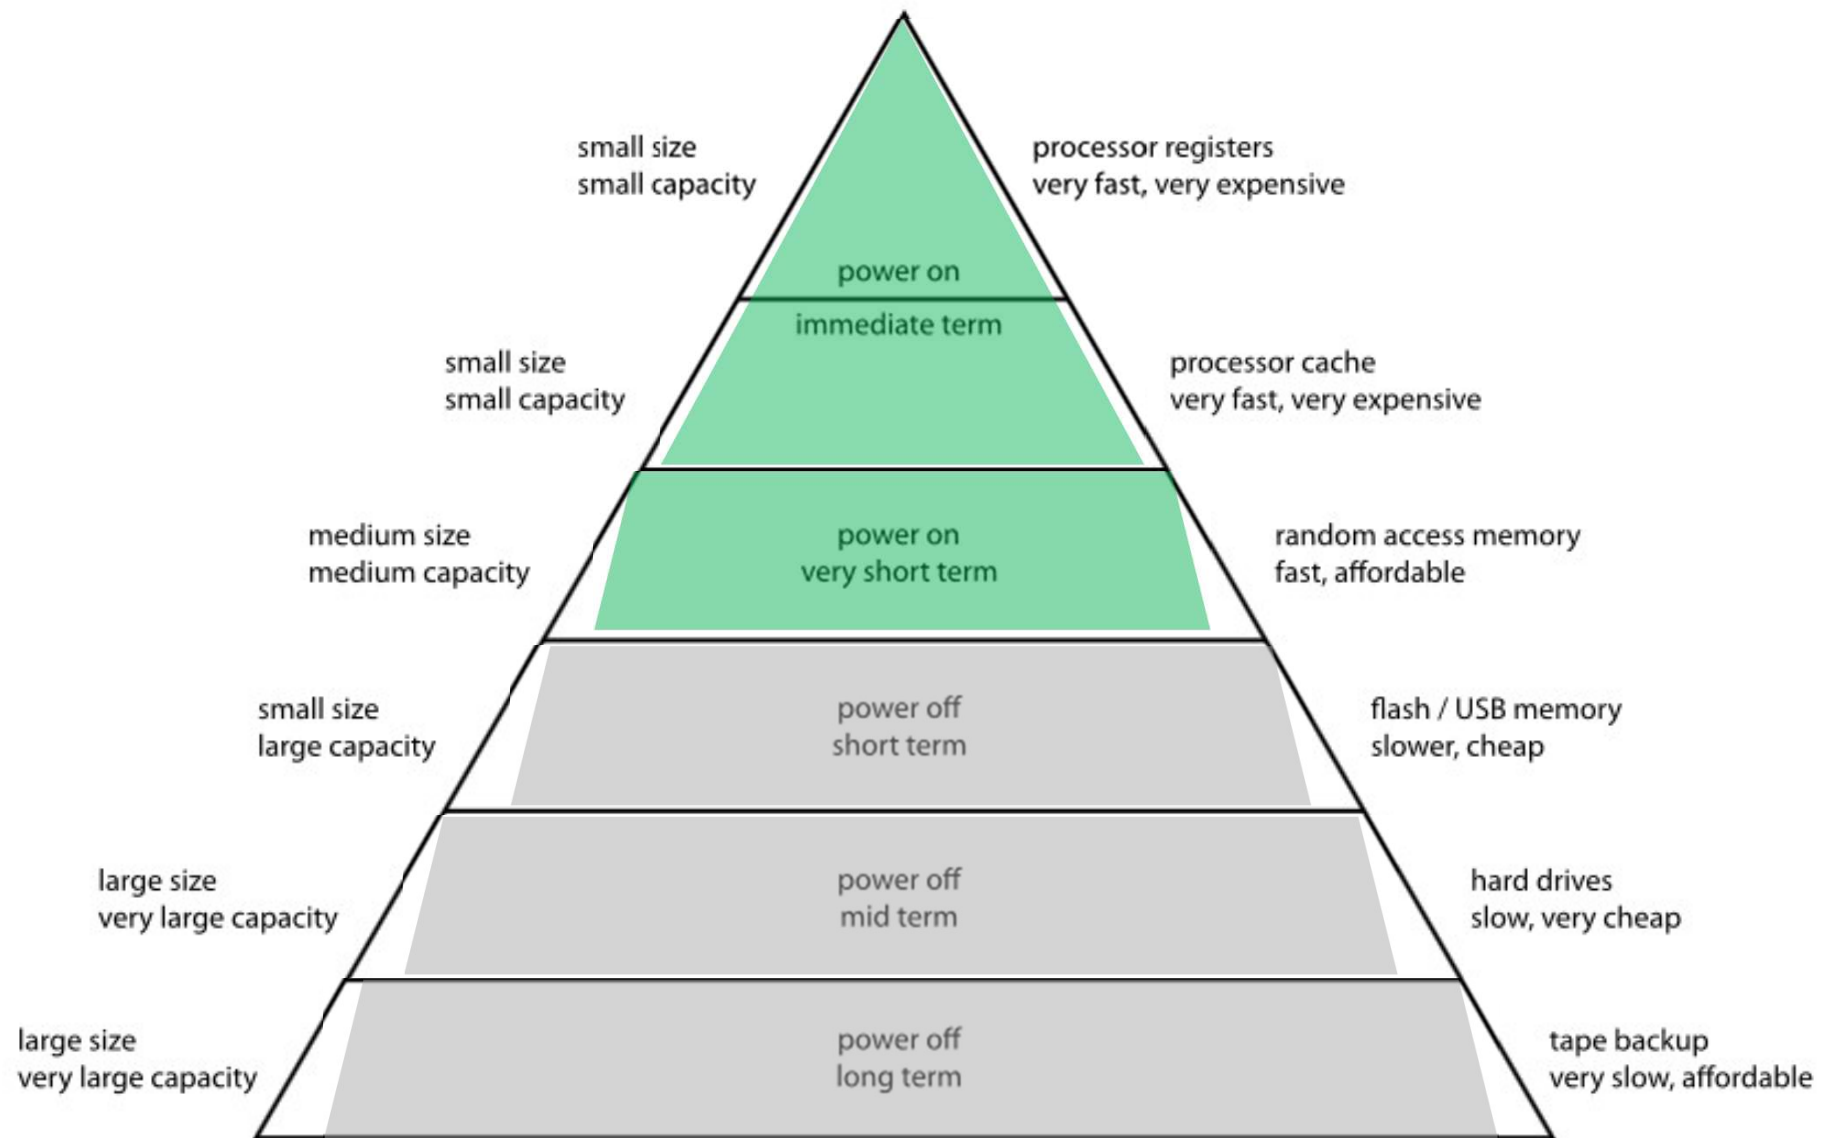 small size
small capacity
processor registers
very fast, very expensive
power on
immediate term
small size
small capacity
processor cache
very fast, very expensive
medium size
medium capacity
power on
very short term
random access memory
fast, affordable
small size
large capacity
power off
short term
flash / USB memory
slower, cheap
large size
very large capacity
power off
mid term
hard drives
slow, very cheap
large size
very large capacity
power off
long term
tape backup
very slow, affordable